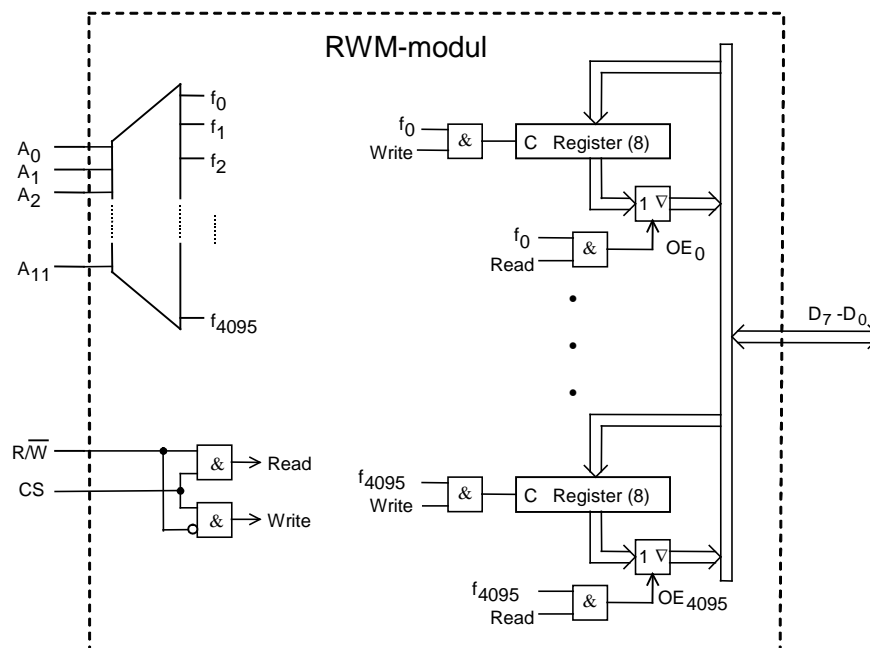 RWM-modul
f0
f1
f2
f4095
A0
A1
A2
A11
R/W̅
CS
&
Read
&
Write
f0
Write
&
C Register (8)
1 ∇
f0
Read
&
OE0
D7 -D0
f4095
Write
&
C Register (8)
1 ∇
f4095
Read
&
OE4095